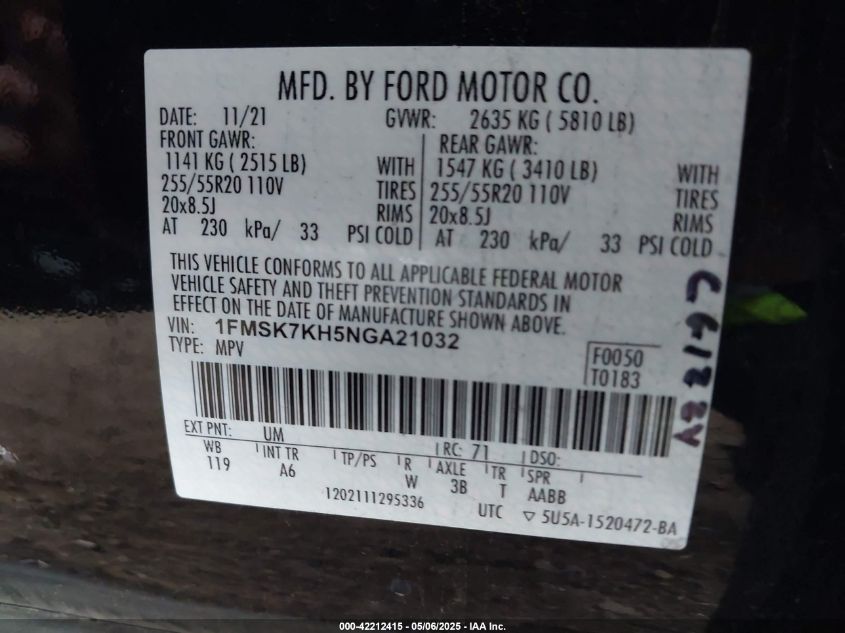 MFD. BY FORD MOTOR CO.
DATE: 11/21 GVWR: 2635 KG ( 5810 LB)
FRONT GAWR: REAR GAWR:
1141 KG ( 2515 LB) WITH 1547 KG ( 3410 LB) WITH
255/55R20 110V TIRES 255/55R20 110V TIRES
20x8.5J RIMS 20x8.5J RIMS
AT 230 kPa/ 33 PSI COLD AT 230 kPa/ 33 PSI COLD
THIS VEHICLE CONFORMS TO ALL APPLICABLE FEDERAL MOTOR
VEHICLE SAFETY AND THEFT PREVENTION STANDARDS IN
EFFECT ON THE DATE OF MANUFACTURE SHOWN ABOVE.
VIN: 1FMSK7KH5NGA21032
TYPE: MPV
F0050
T0183
EXT PNT: UM RC: 71 DSO:
WB INT TR TP/PS R AXLE TR SPR
119 A6 W 3B T AABB
1202111295336 UTC ▽ 5U5A-1520472-BA
000-42212415 - 05/06/2025 - IAA Inc.